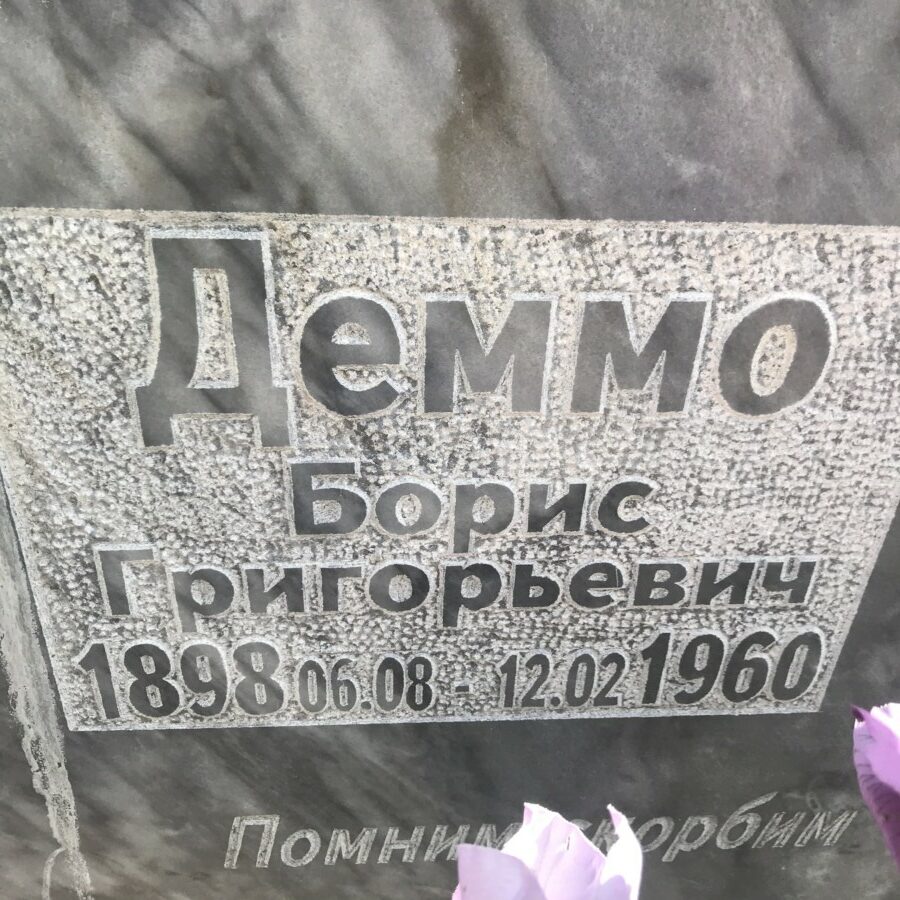 Деммо
Борис
Григорьевич
1898 06.08 - 12.02 1960
Помним скорбим